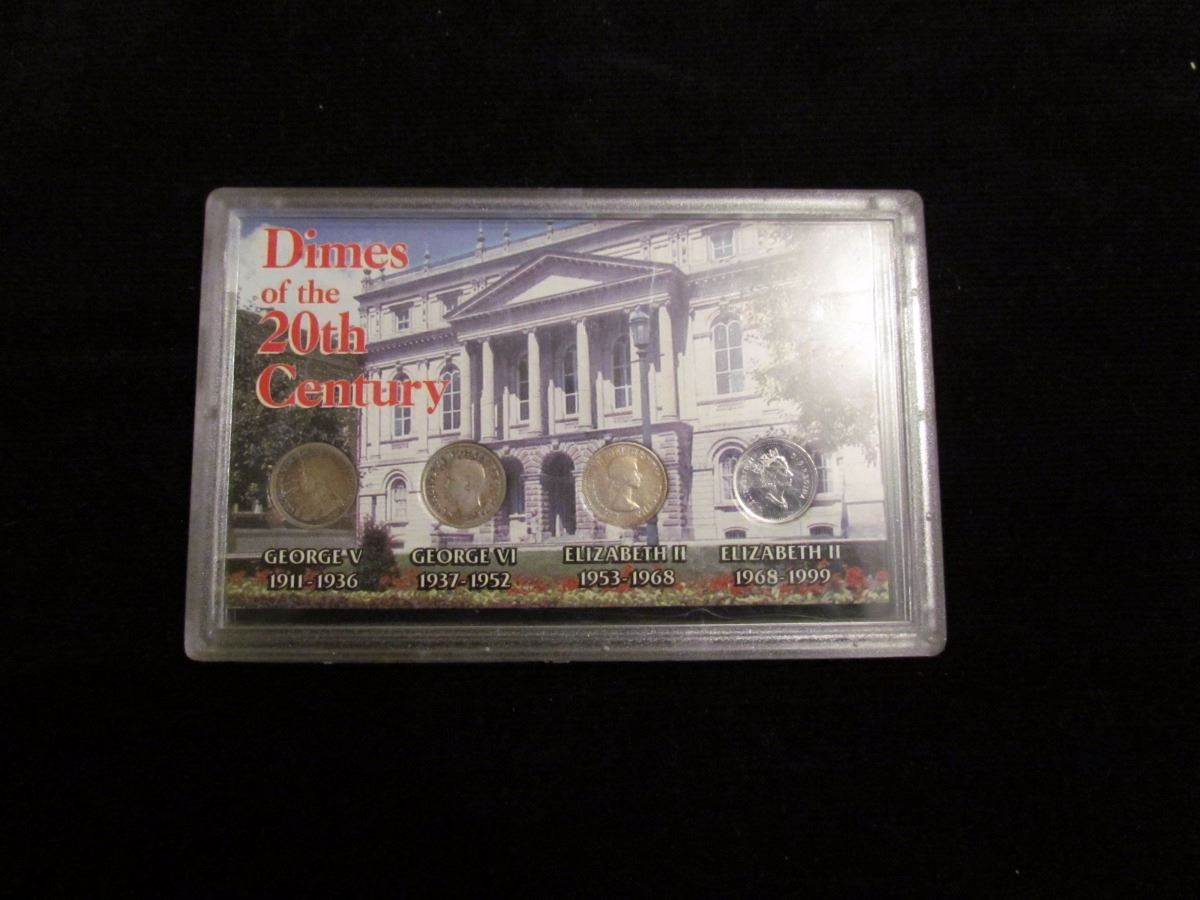 Dimes
of the
20th
Century
GEORGE V
1911-1936
GEORGE VI
1937-1952
ELIZABETH II
1953-1968
ELIZABETH II
1968-1999